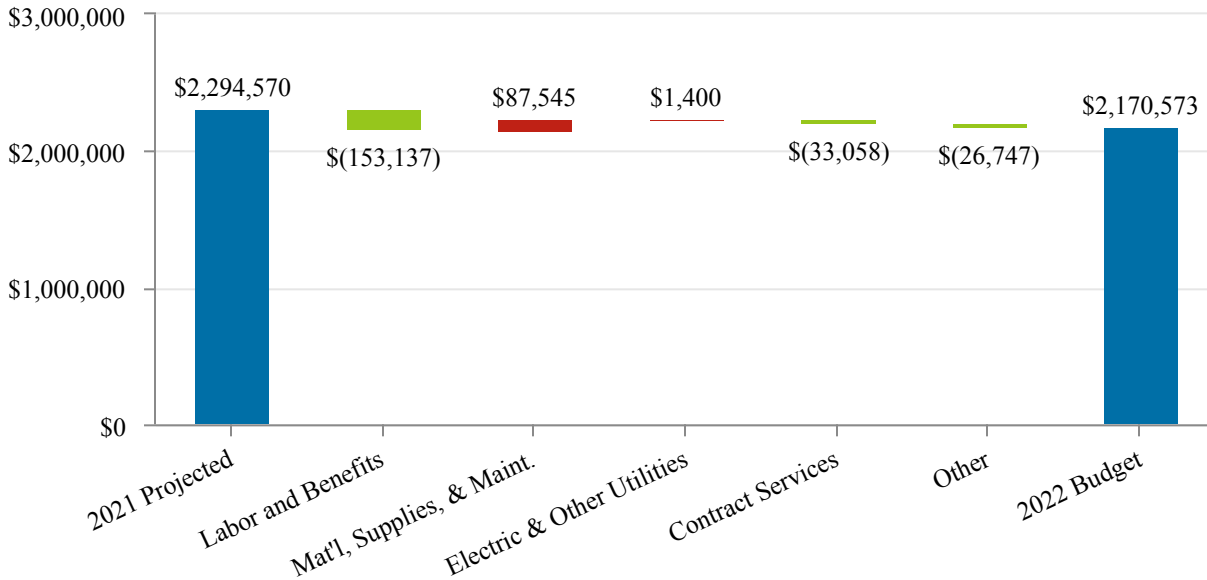 $3,000,000
$2,000,000
$1,000,000
$0
$2,294,570
$(153,137)
$87,545
$1,400
$(33,058)
$(26,747)
$2,170,573
2021 Projected
Labor and Benefits
Mat'l, Supplies, & Maint.
Electric & Other Utilities
Contract Services
Other
2022 Budget